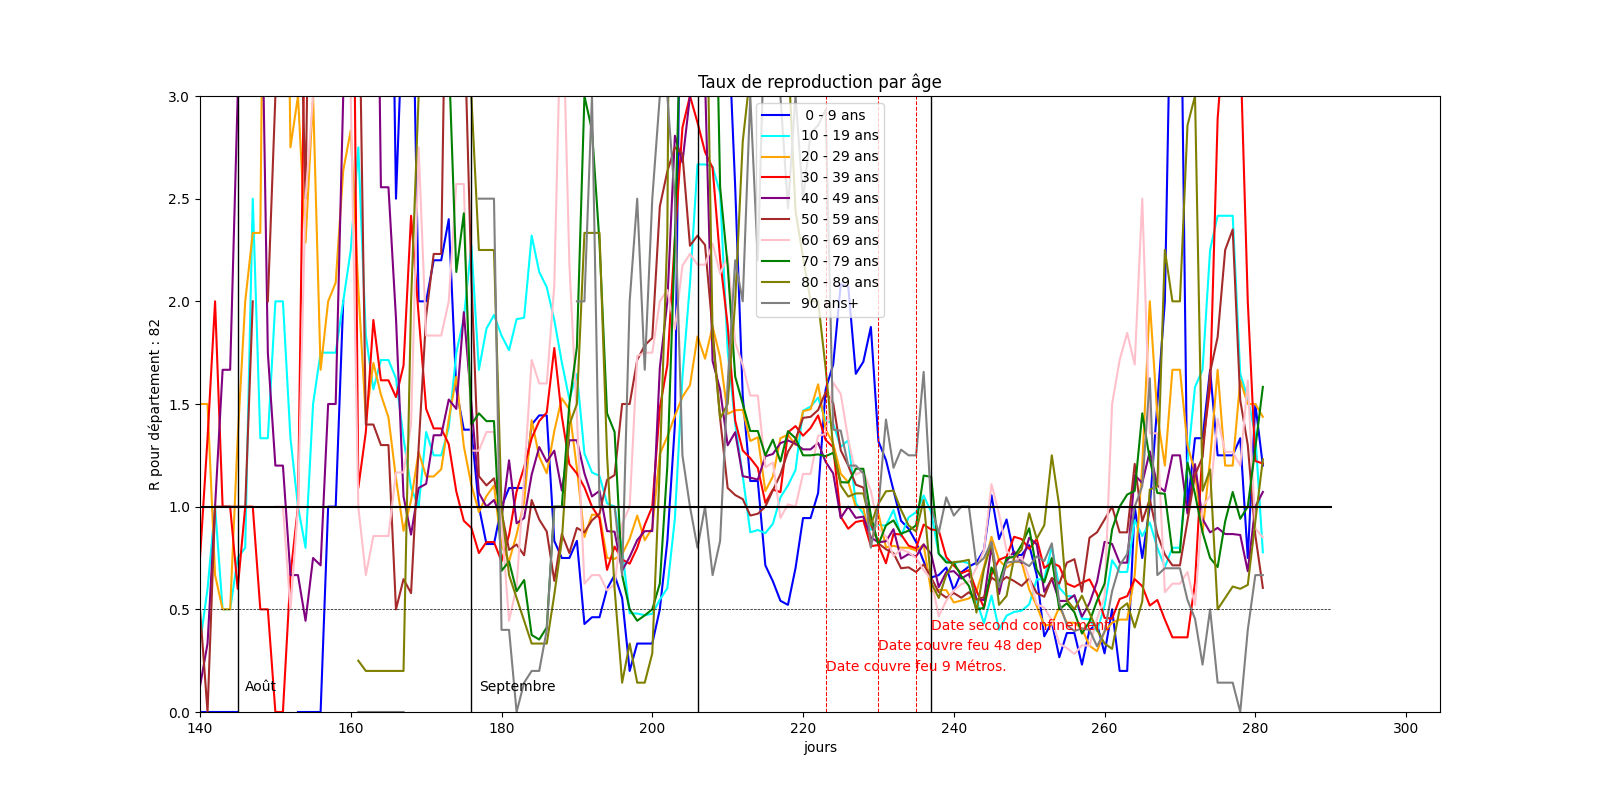 Taux de reproduction par âge
3.0
2.5
2.0
1.5
1.0
0.5
0.0
R pour département : 82
0 - 9 ans
10 - 19 ans
20 - 29 ans
30 - 39 ans
40 - 49 ans
50 - 59 ans
60 - 69 ans
70 - 79 ans
80 - 89 ans
90 ans+
Date second confinement
Date couvre feu 48 dep
Date couvre feu 9 Métros.
Août
Septembre
140
160
180
200
220
240
260
280
300
jours